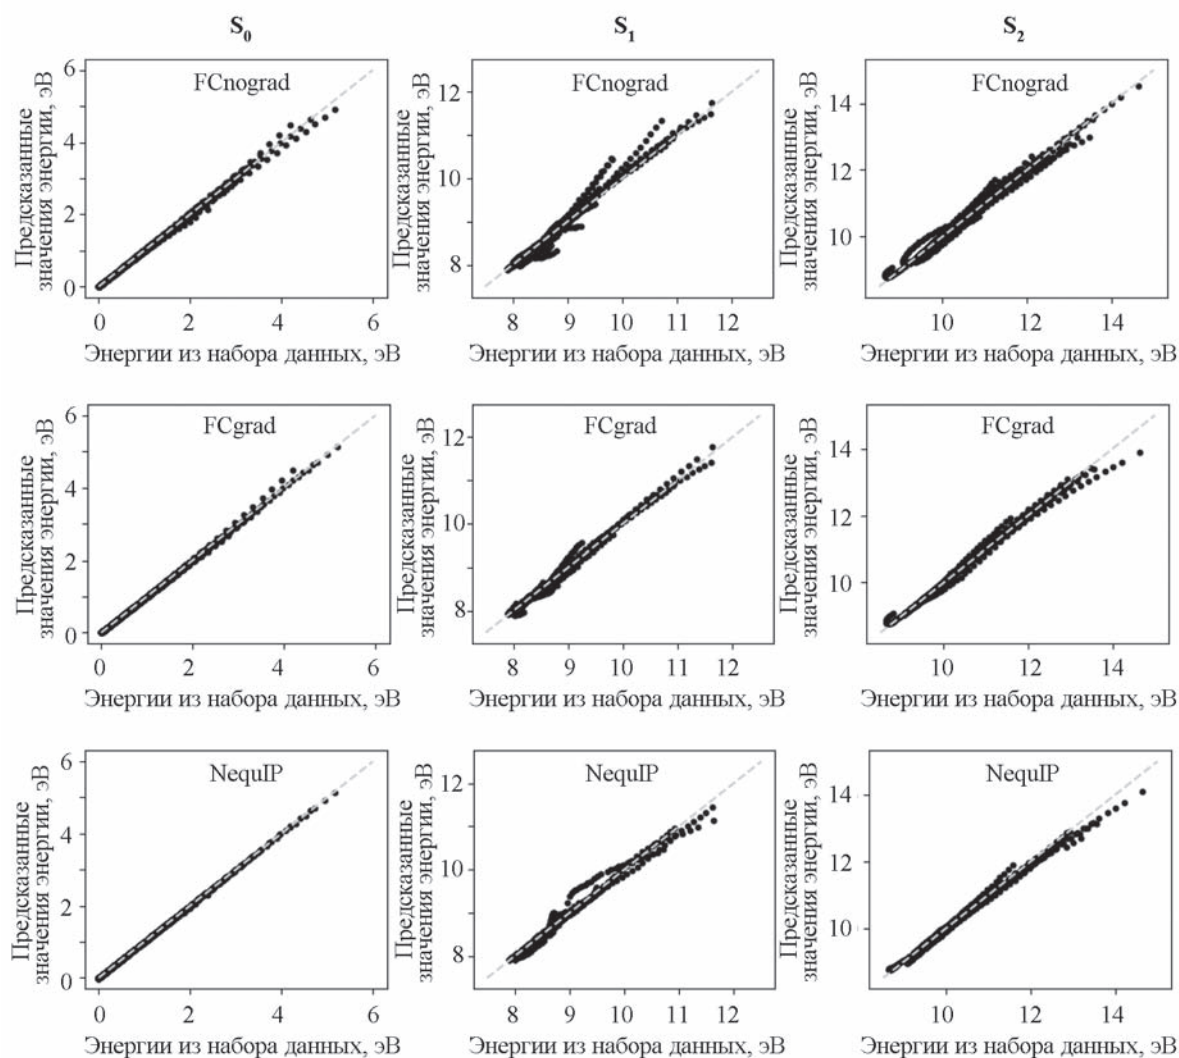 S0 S1 S2
FCnograd
Предсказанные
значения энергии, эВ
6
4
2
0
0 2 4 6
Энергии из набора данных, эВ
FCnograd
Предсказанные
значения энергии, эВ
12
10
8
8 9 10 11 12
Энергии из набора данных, эВ
FCnograd
Предсказанные
значения энергии, эВ
14
12
10
10 12 14
Энергии из набора данных, эВ
FCgrad
Предсказанные
значения энергии, эВ
6
4
2
0
0 2 4 6
Энергии из набора данных, эВ
FCgrad
Предсказанные
значения энергии, эВ
12
10
8
8 9 10 11 12
Энергии из набора данных, эВ
FCgrad
Предсказанные
значения энергии, эВ
14
12
10
10 12 14
Энергии из набора данных, эВ
NequIP
Предсказанные
значения энергии, эВ
6
4
2
0
0 2 4 6
Энергии из набора данных, эВ
NequIP
Предсказанные
значения энергии, эВ
12
10
8
8 9 10 11 12
Энергии из набора данных, эВ
NequIP
Предсказанные
значения энергии, эВ
14
12
10
10 12 14
Энергии из набора данных, эВ